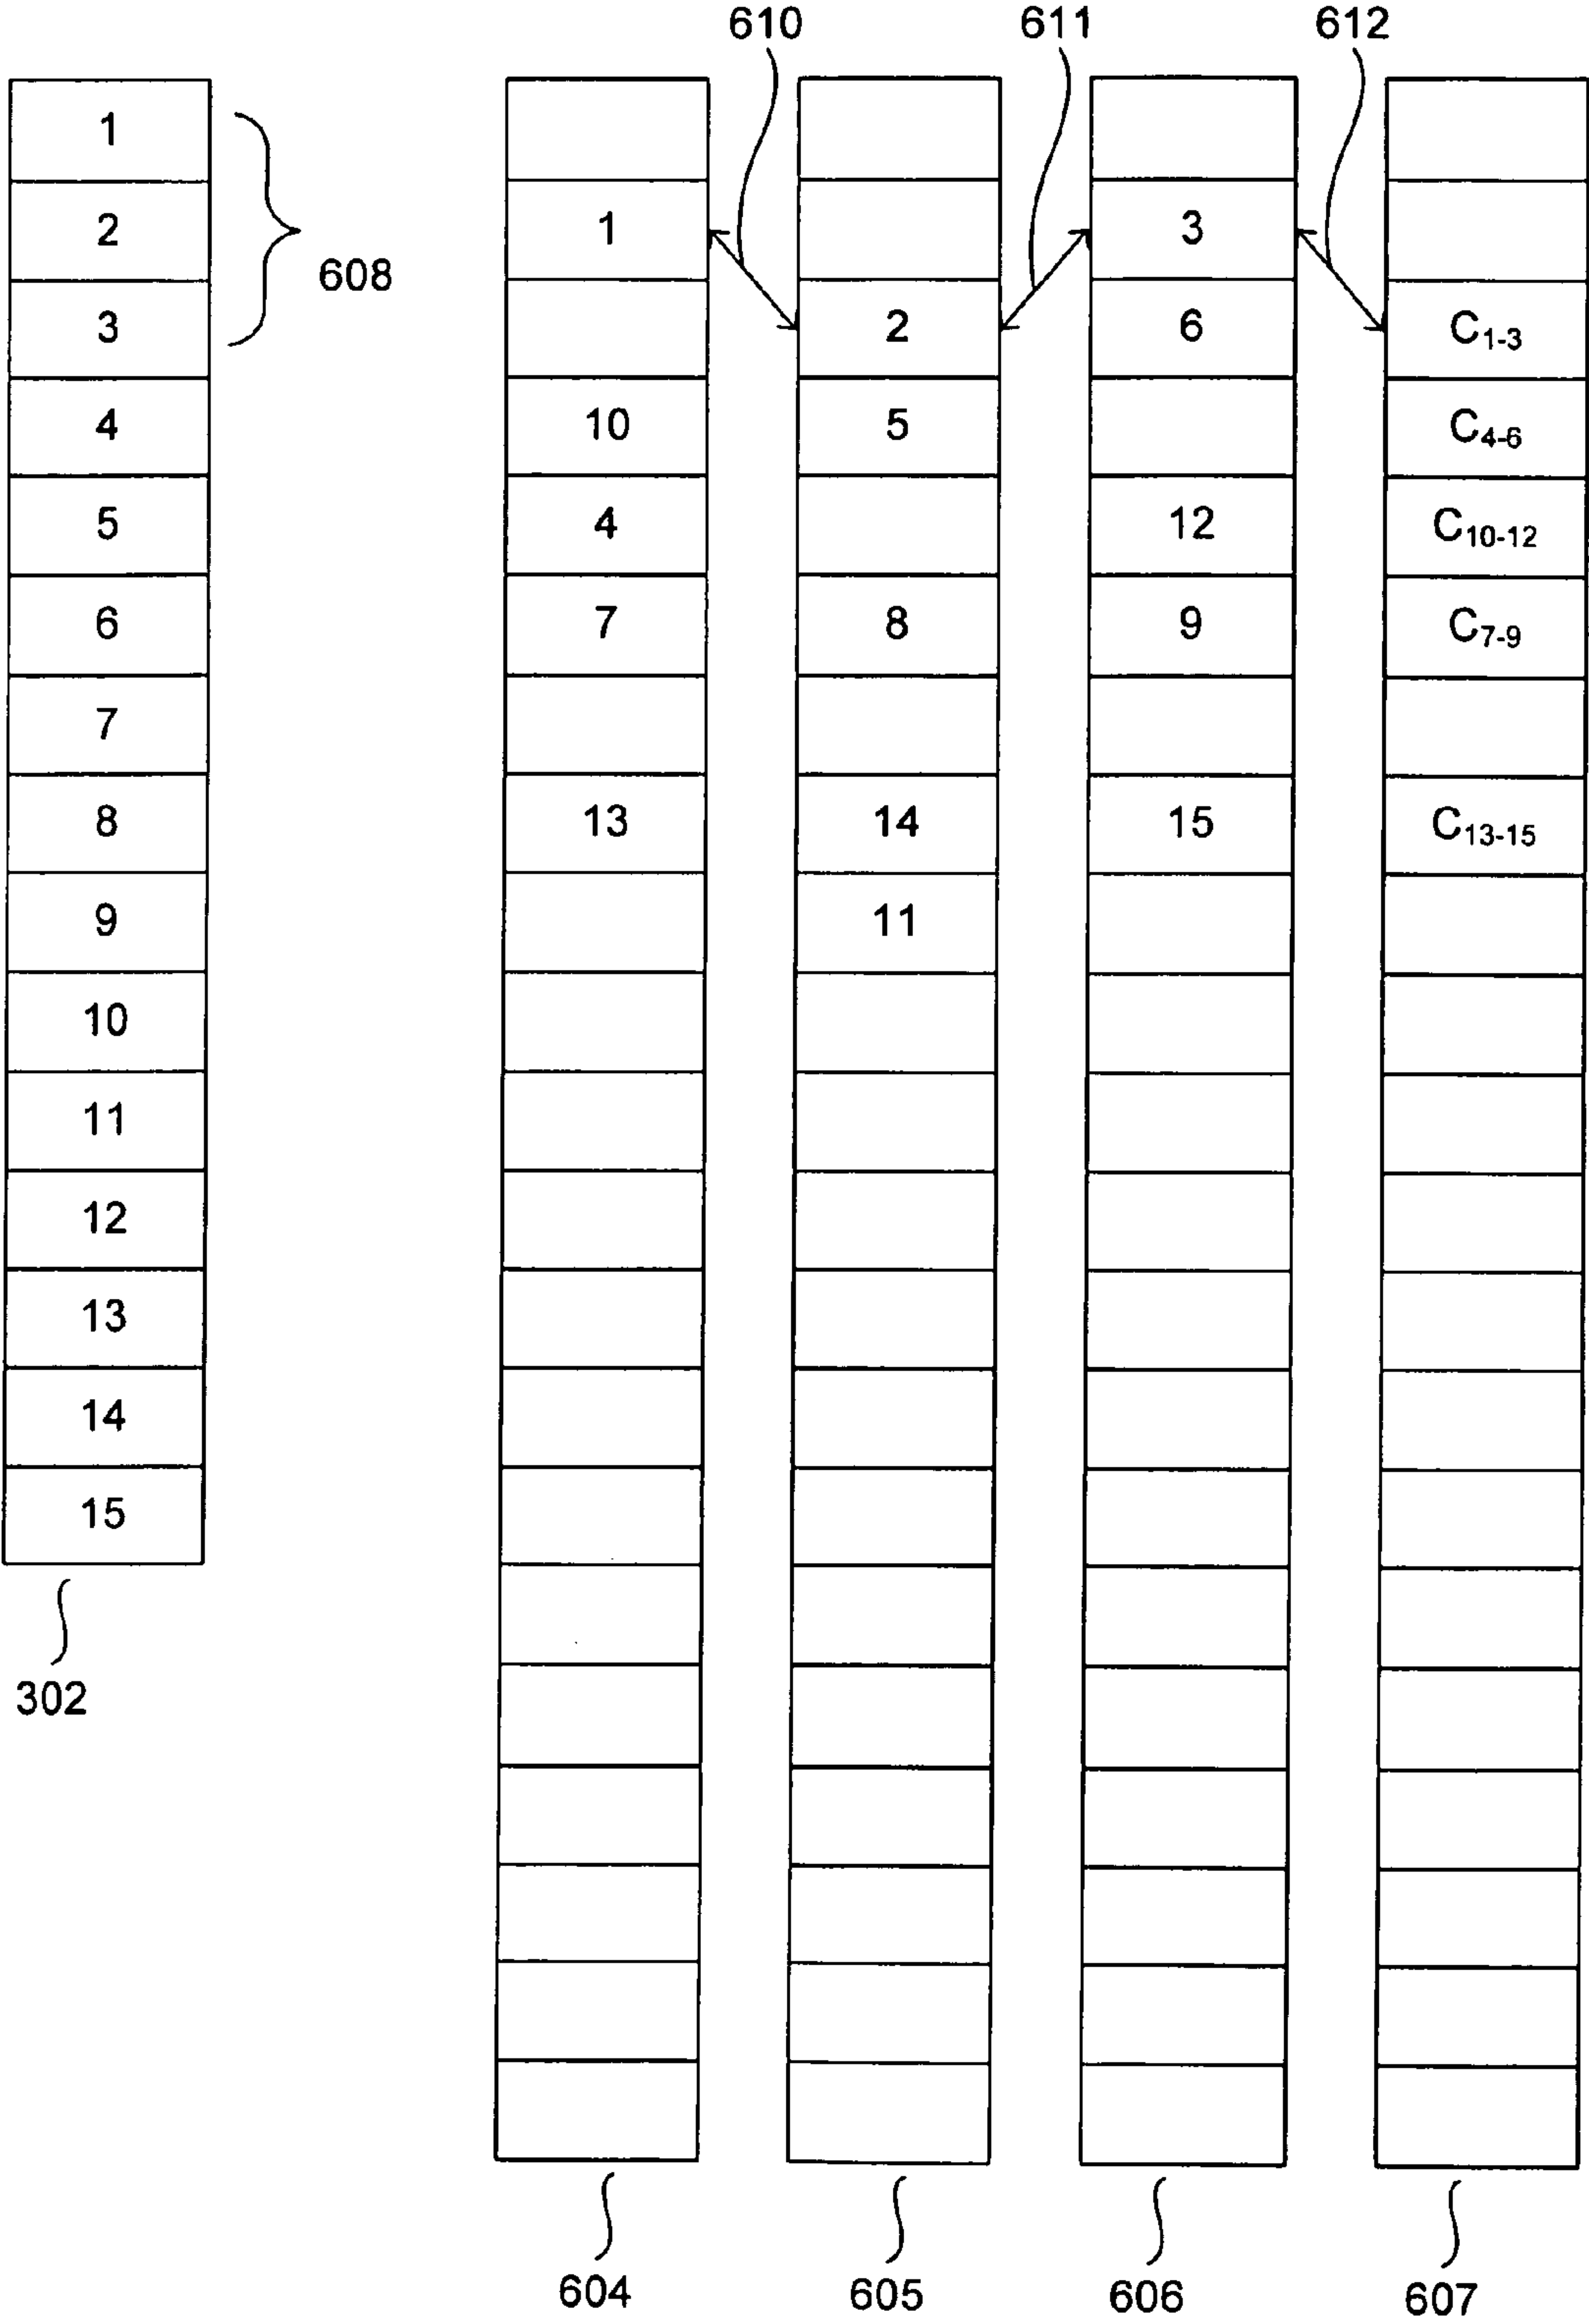 610 611 612
1
2 1 3
608
3 2 6 C₁₋₃
4 10 5 C₄₋₆
5 4 12 C₁₀₋₁₂
6 7 8 9 C₇₋₉
7
8 13 14 15 C₁₃₋₁₅
9 11
10
11
12
13
14
15
302
604 605 606 607